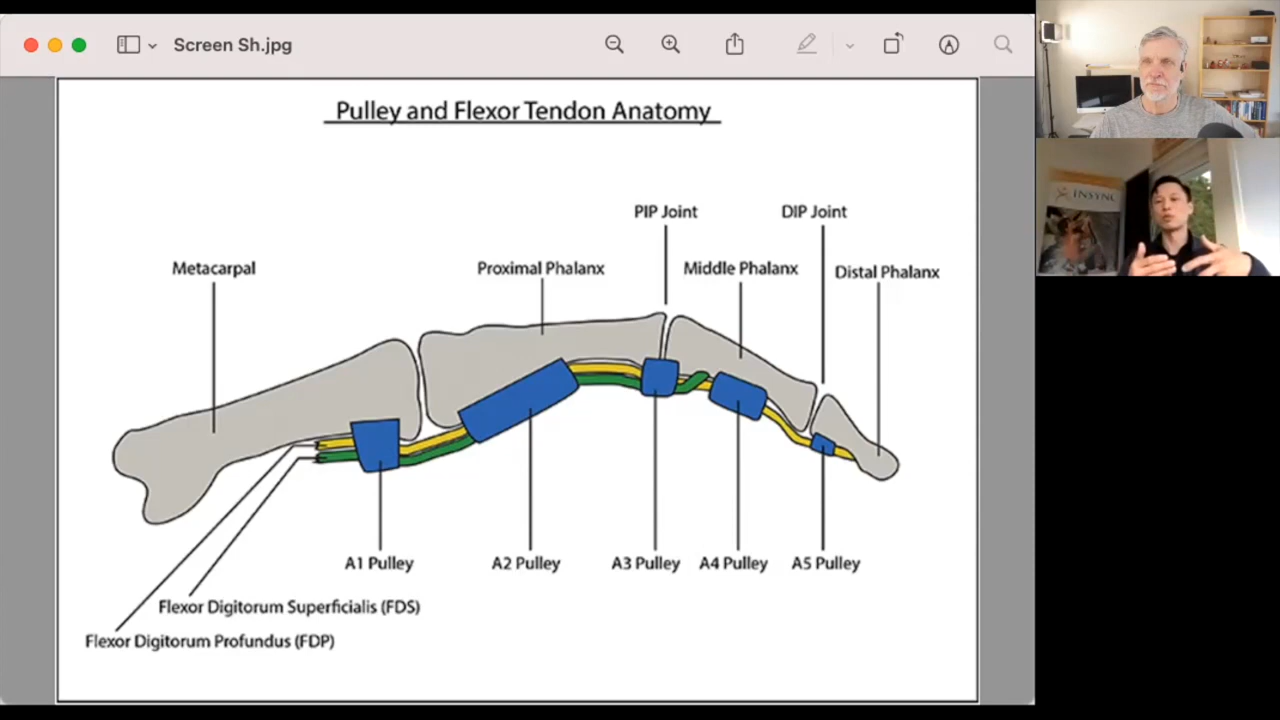 Screen Sh.jpg
Pulley and Flexor Tendon Anatomy
PIP Joint
DIP Joint
Metacarpal
Proximal Phalanx
Middle Phalanx
Distal Phalanx
A1 Pulley
A2 Pulley
A3 Pulley
A4 Pulley
A5 Pulley
Flexor Digitorum Superficialis (FDS)
Flexor Digitorum Profundus (FDP)
INSYNC